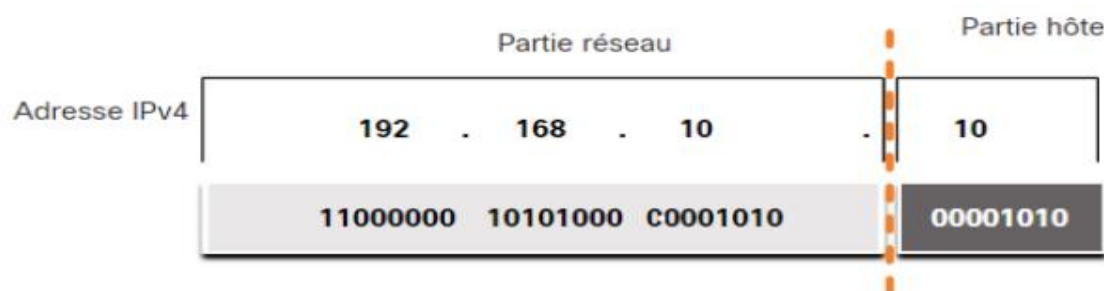 Partie réseau
Partie hôte
Adresse IPv4
192 . 168 . 10 . 10
11000000 10101000 C0001010 00001010